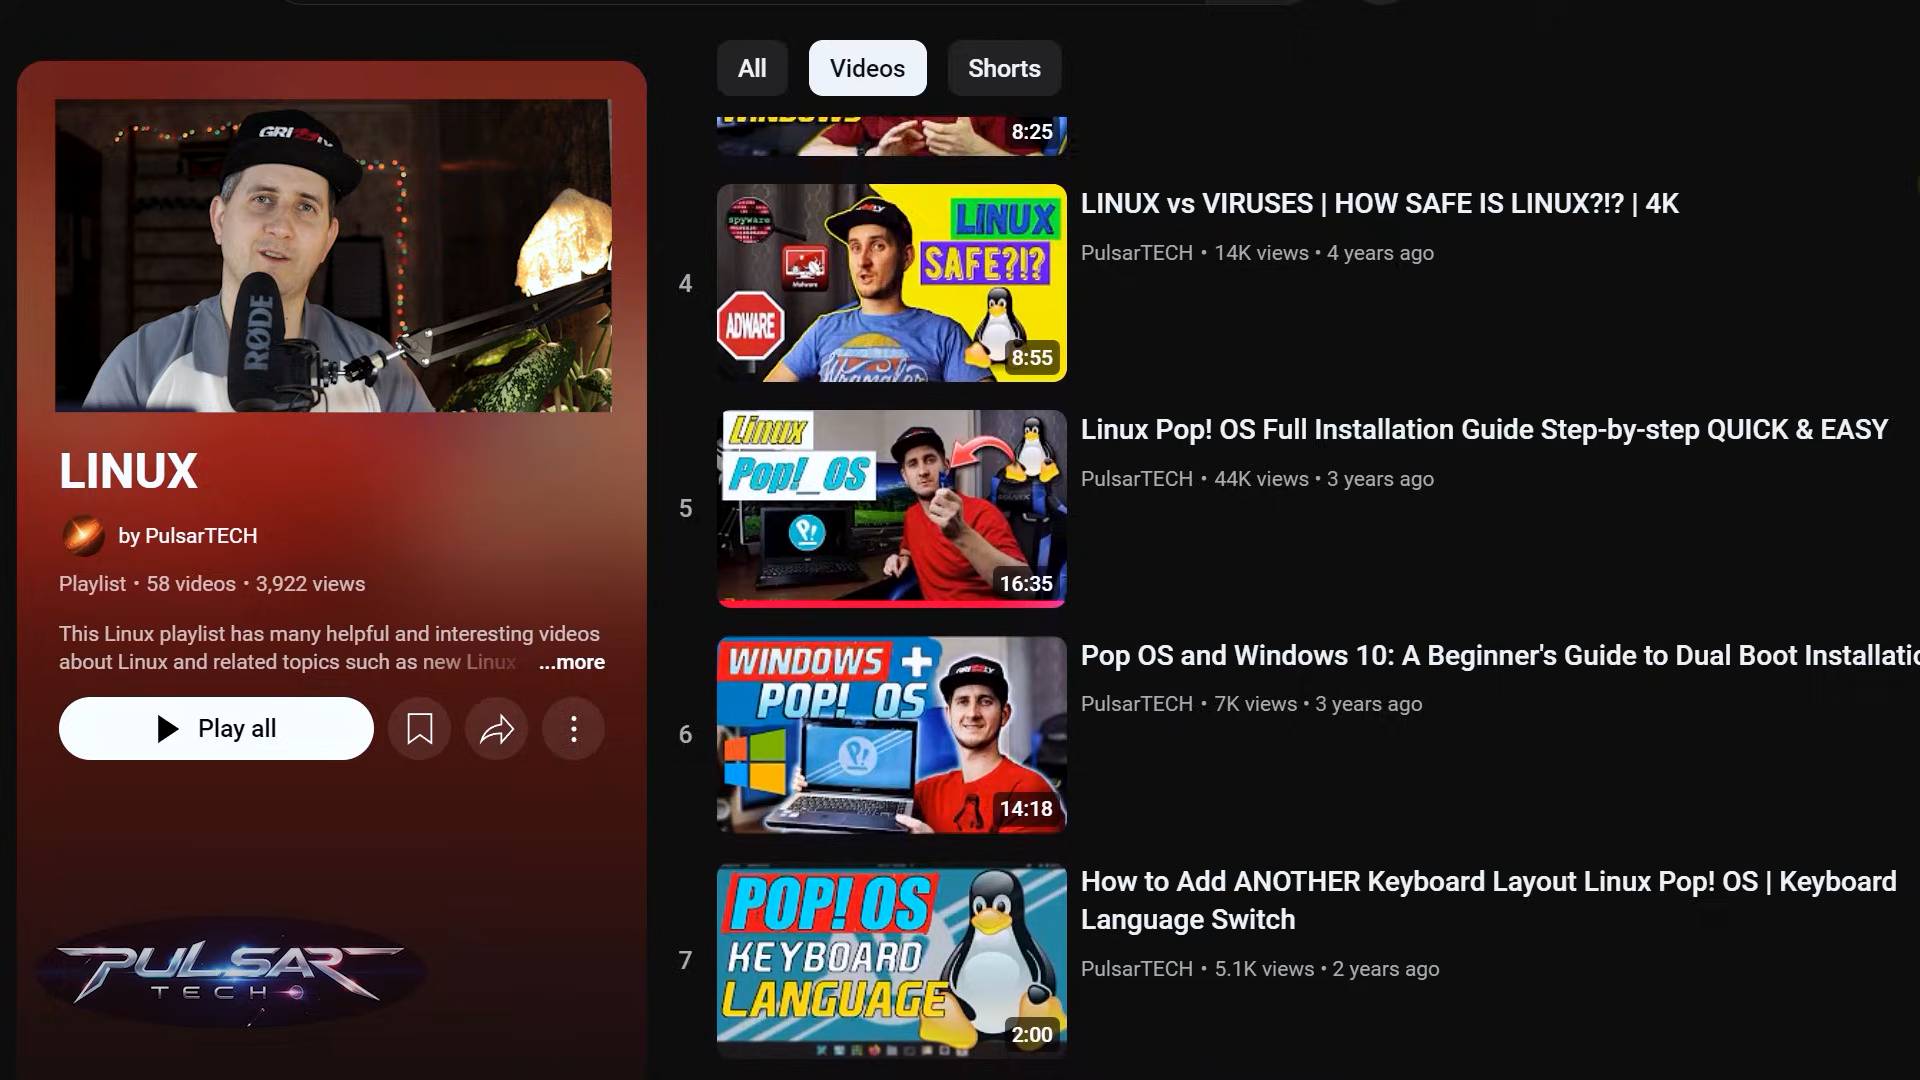 All
Videos
Shorts
WINDOWS
8:25
GRIZZLY
RØDE
LINUX
by PulsarTECH
Playlist • 58 videos • 3,922 views
This Linux playlist has many helpful and interesting videos
about Linux and related topics such as new Linux ...more
Play all
PULSAR
TECH
4
spyware
Malware
ADWARE
LINUX
SAFE?!?
Wrangler
8:55
LINUX vs VIRUSES | HOW SAFE IS LINUX?!? | 4K
PulsarTECH • 14K views • 4 years ago
5
Linux
Pop!_OS
16:35
Linux Pop! OS Full Installation Guide Step-by-step QUICK & EASY
PulsarTECH • 44K views • 3 years ago
6
WINDOWS +
POP!_OS
GRIZZLY
14:18
Pop OS and Windows 10: A Beginner's Guide to Dual Boot Installatio
PulsarTECH • 7K views • 3 years ago
7
POP! OS
KEYBOARD
LANGUAGE
2:00
How to Add ANOTHER Keyboard Layout Linux Pop! OS | Keyboard
Language Switch
PulsarTECH • 5.1K views • 2 years ago